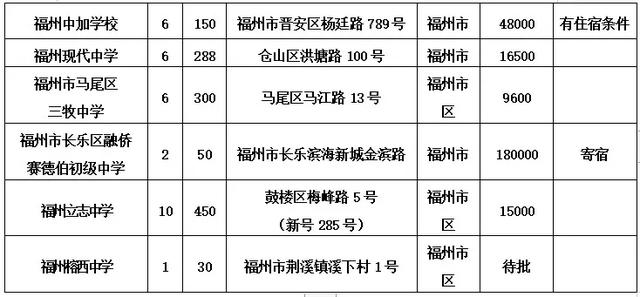 福州中加学校 6 150 福州市晋安区杨廷路 789 号 福州市 48000 有住宿条件
福州现代中学 6 288 仓山区洪塘路 100 号 福州市 16500
福州市马尾区
三牧中学 6 300 马尾区马江路 13 号 福州市
区 9600
福州市长乐区融侨
赛德伯初级中学 2 50 福州市长乐滨海新城金滨路 福州市 180000 寄宿
福州立志中学 10 450 鼓楼区梅峰路 5 号
（新号 285 号） 福州市
区 15000
福州榕西中学 1 30 福州市荆溪镇溪下村 1 号 福州市
区 待批